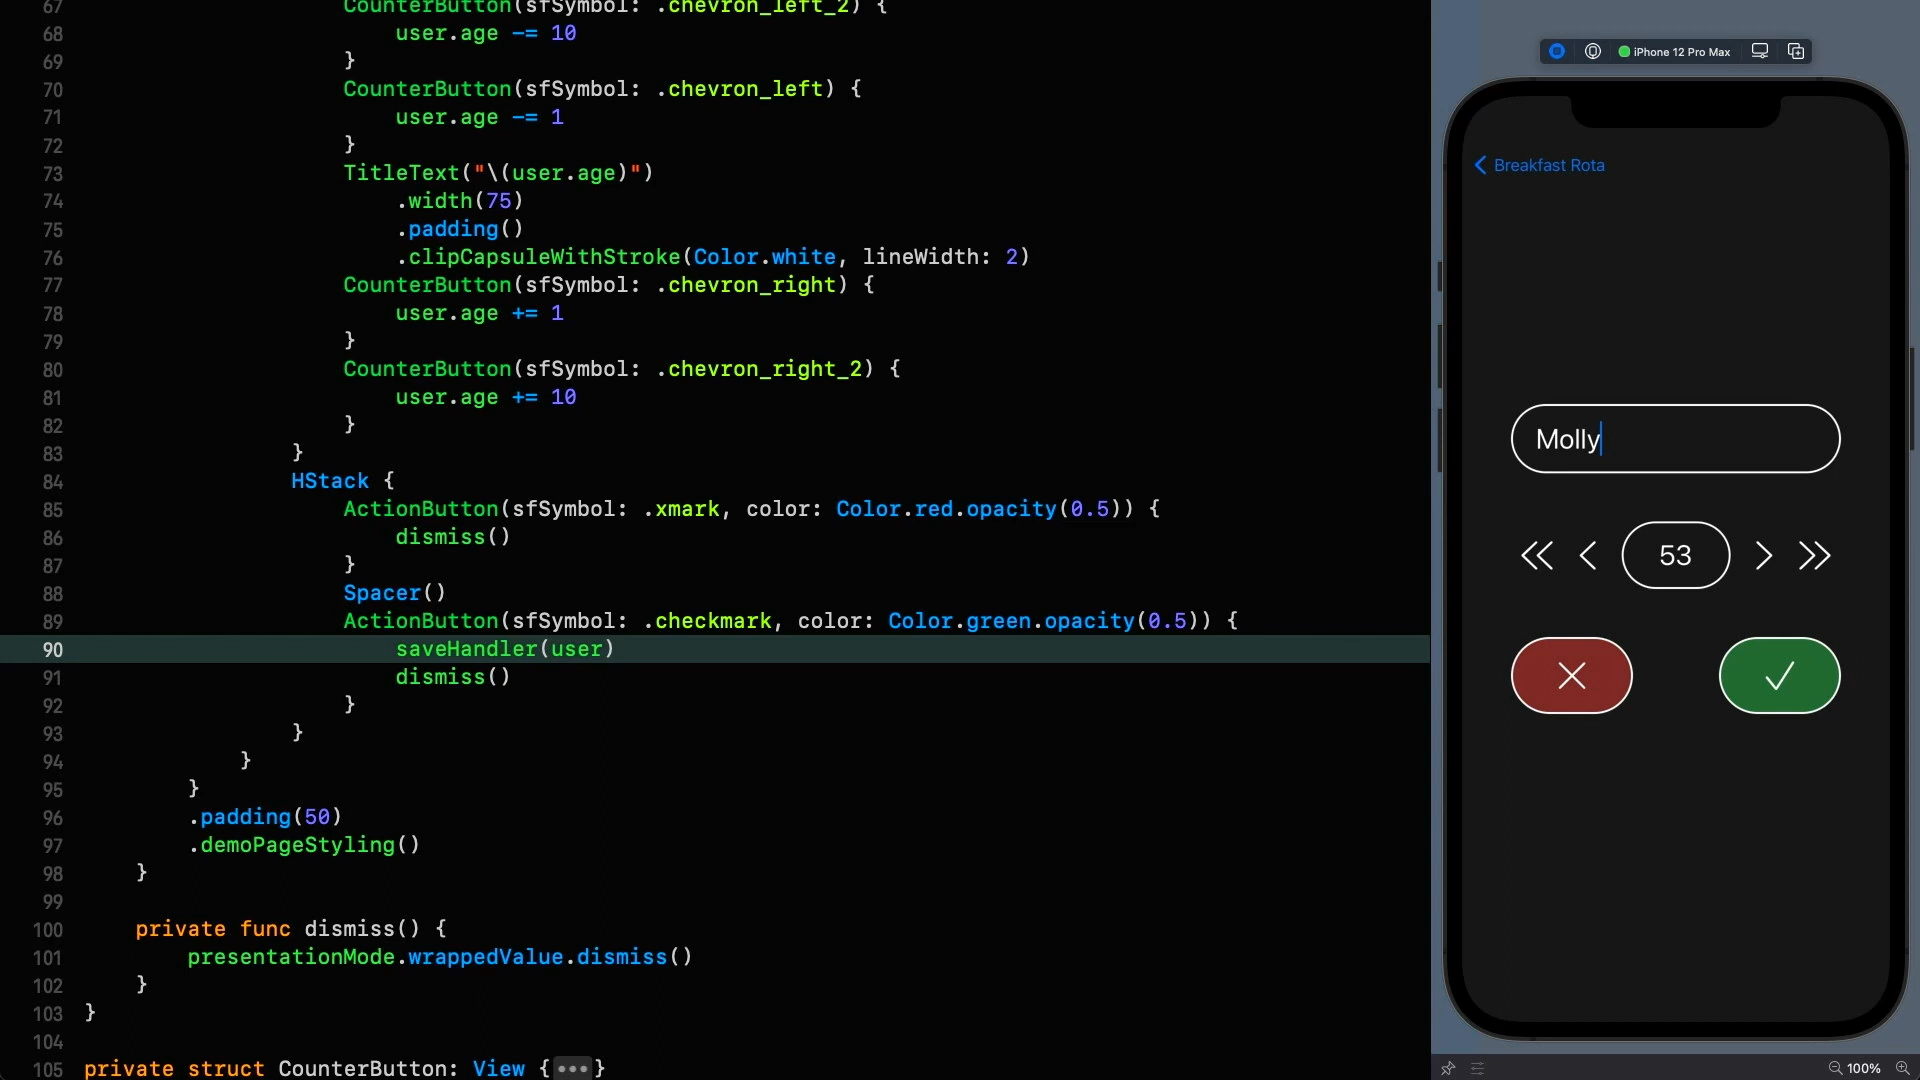 67 CounterButton(sfSymbol: .chevron_left_2) {
68 user.age -= 10
69 }
70 CounterButton(sfSymbol: .chevron_left) {
71 user.age -= 1
72 }
73 TitleText("\(user.age)")
74 .width(75)
75 .padding()
76 .clipCapsuleWithStroke(Color.white, lineWidth: 2)
77 CounterButton(sfSymbol: .chevron_right) {
78 user.age += 1
79 }
80 CounterButton(sfSymbol: .chevron_right_2) {
81 user.age += 10
82 }
83 }
84 HStack {
85 ActionButton(sfSymbol: .xmark, color: Color.red.opacity(0.5)) {
86 dismiss()
87 }
88 Spacer()
89 ActionButton(sfSymbol: .checkmark, color: Color.green.opacity(0.5)) {
90 saveHandler(user)
91 dismiss()
92 }
93 }
94 }
95 }
96 .padding(50)
97 .demoPageStyling()
98 }
99
100 private func dismiss() {
101 presentationMode.wrappedValue.dismiss()
102 }
103 }
104
105 private struct CounterButton: View {•••}
iPhone 12 Pro Max
Breakfast Rota
Molly
53
100%